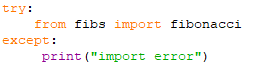 try:
    from fibs import fibonacci
except:
     print("import error")